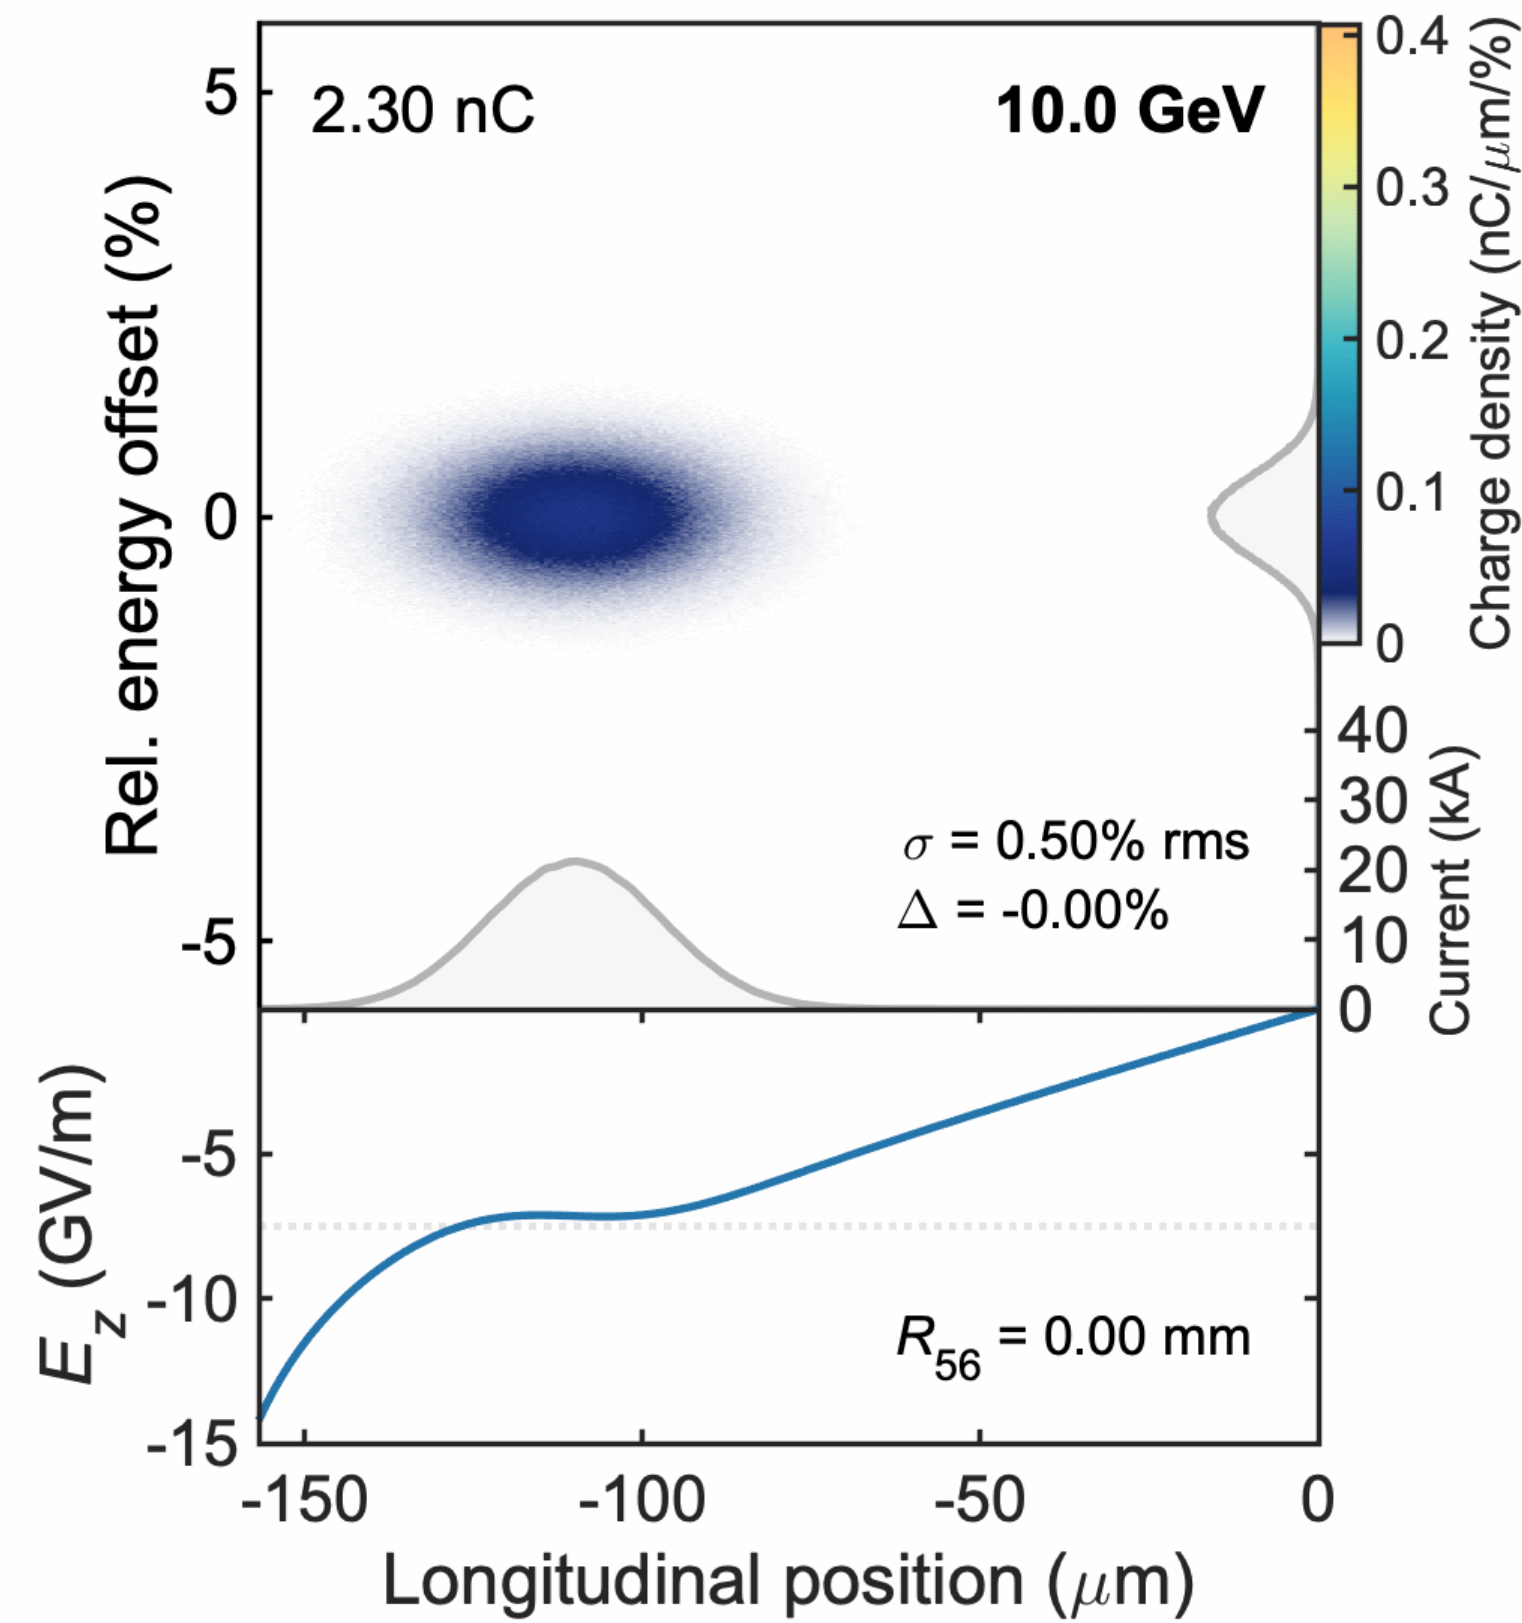 2.30 nC
10.0 GeV
Rel. energy offset (%)
5
0
-5
0.4
0.3
0.2
0.1
0
Charge density (nC/μm/%)
40
30
20
10
0
Current (kA)
σ = 0.50% rms
Δ = -0.00%
E_z (GV/m)
-5
-10
-15
R_56 = 0.00 mm
-150
-100
-50
0
Longitudinal position (μm)